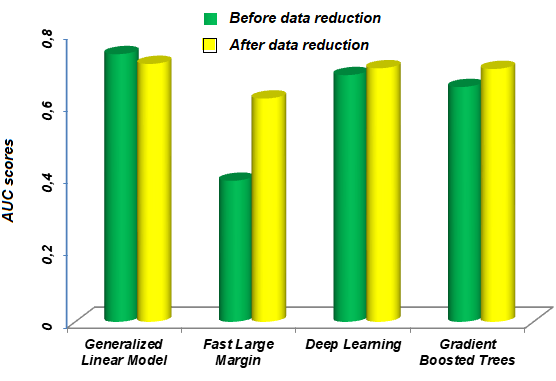 Before data reduction
After data reduction
AUC scores
0,8
0,6
0,4
0,2
0
Generalized
Linear Model
Fast Large
Margin
Deep Learning
Gradient
Boosted Trees